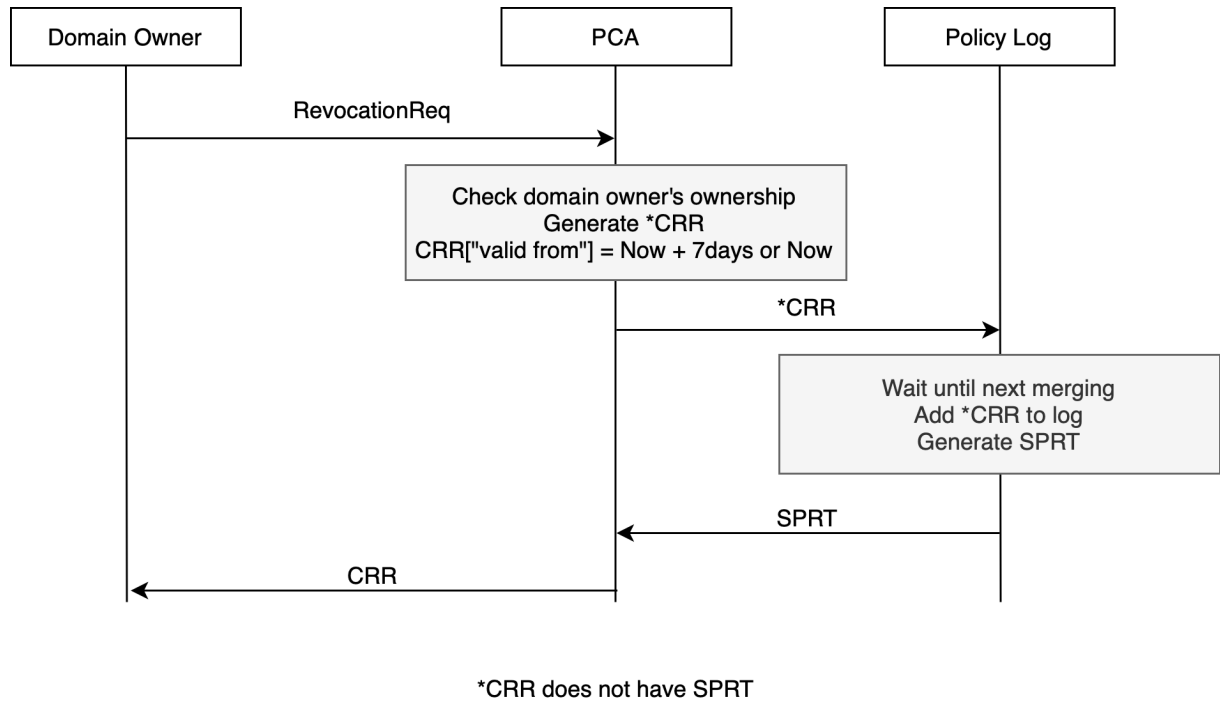 Domain Owner
PCA
Policy Log
RevocationReq
Check domain owner's ownership
Generate *CRR
CRR["valid from"] = Now + 7days or Now
*CRR
Wait until next merging
Add *CRR to log
Generate SPRT
SPRT
CRR
*CRR does not have SPRT